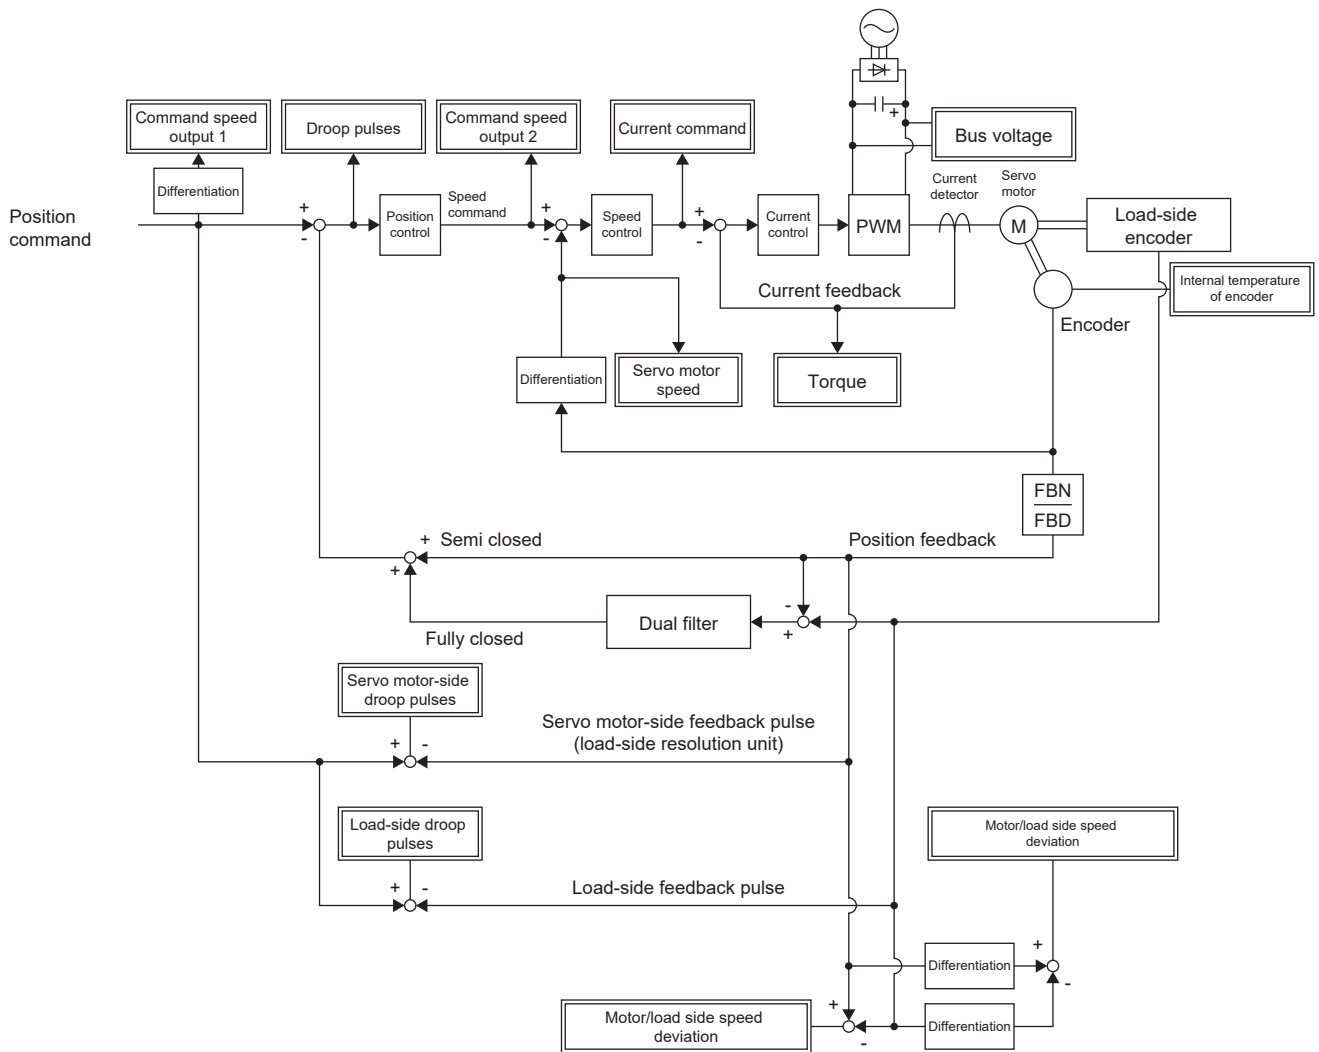 Command speed
output 1
Droop pulses
Command speed
output 2
Current command
+
Bus voltage
Differentiation
Position
command
+
-
Position
control
Speed
command
+
-
Speed
control
+
-
Current
control
PWM
Current
detector
Servo
motor
M
Load-side
encoder
Internal temperature
of encoder
Current feedback
Encoder
Differentiation
Servo motor
speed
Torque
FBN
FBD
+ Semi closed
Position feedback
+
Fully closed
Dual filter
-
+
Servo motor-side
droop pulses
+ -
Servo motor-side feedback pulse
(load-side resolution unit)
Load-side droop
pulses
+ -
Load-side feedback pulse
Motor/load side speed
deviation
Differentiation
+
-
Motor/load side speed
deviation
+
-
Differentiation